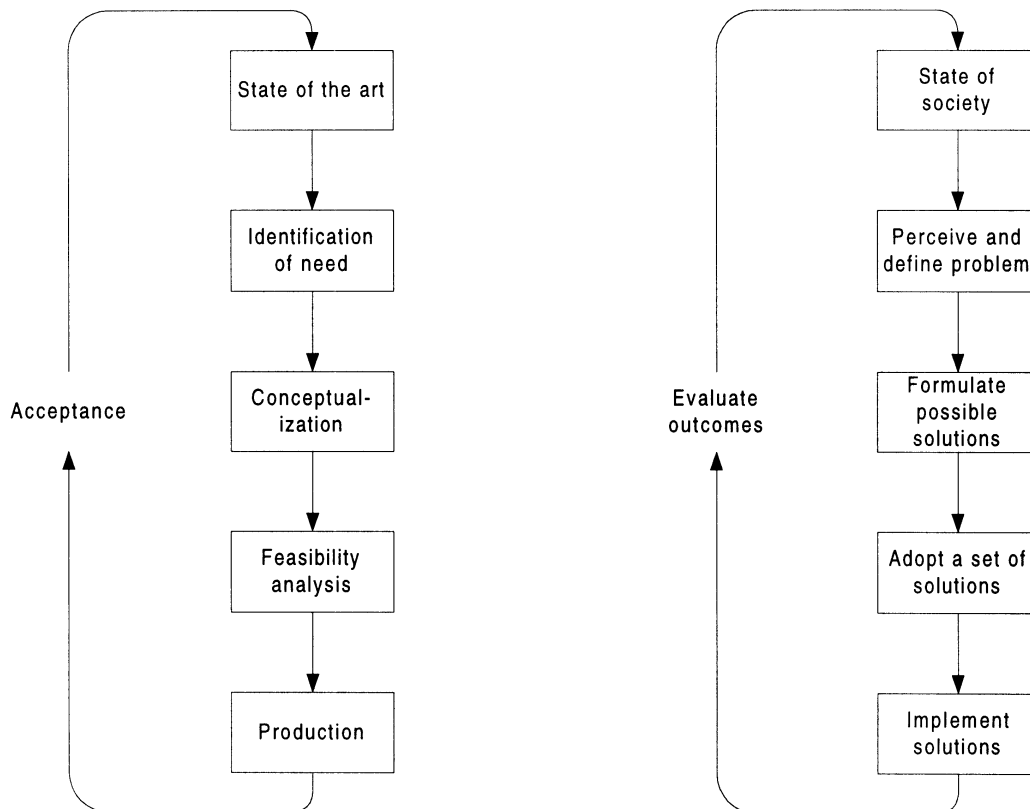 State of the art
Identification
of need
Conceptual-
ization
Feasibility
analysis
Production
Acceptance
State of
society
Perceive and
define problem
Formulate
possible
solutions
Adopt a set of
solutions
Implement
solutions
Evaluate
outcomes